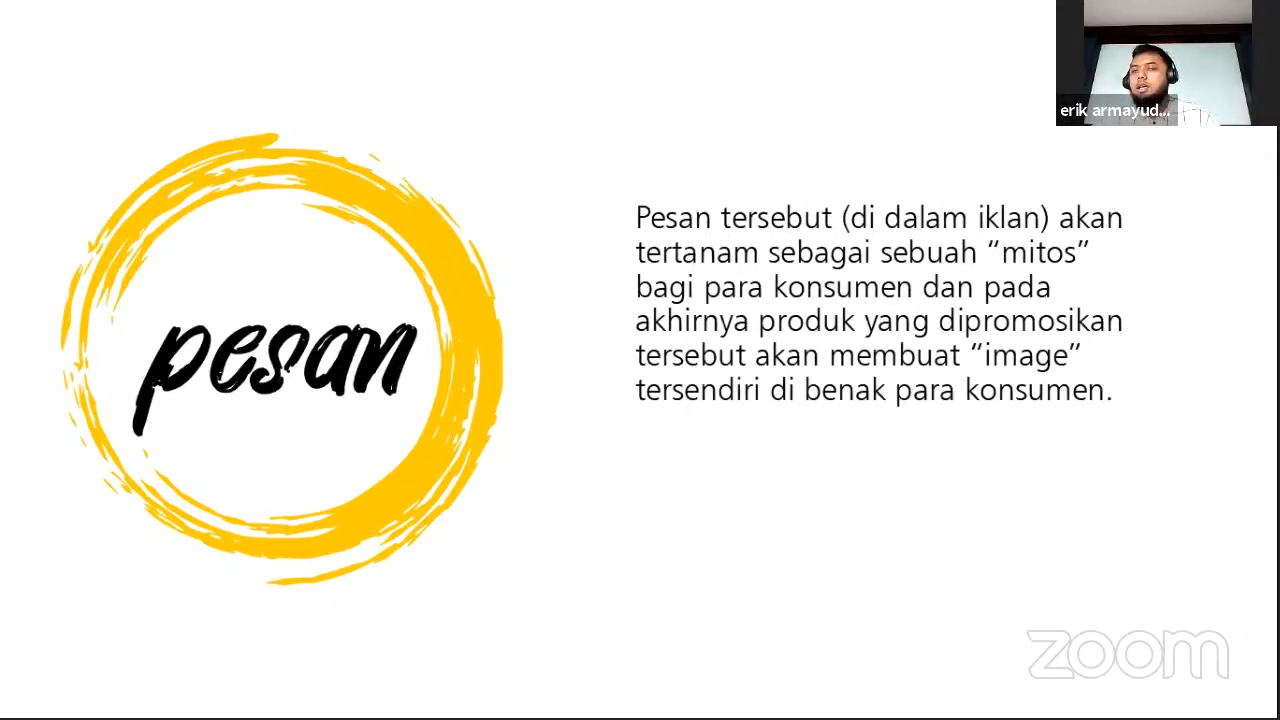 erik armayud...
pesan
Pesan tersebut (di dalam iklan) akan
tertanam sebagai sebuah “mitos”
bagi para konsumen dan pada
akhirnya produk yang dipromosikan
tersebut akan membuat “image”
tersendiri di benak para konsumen.
zoom